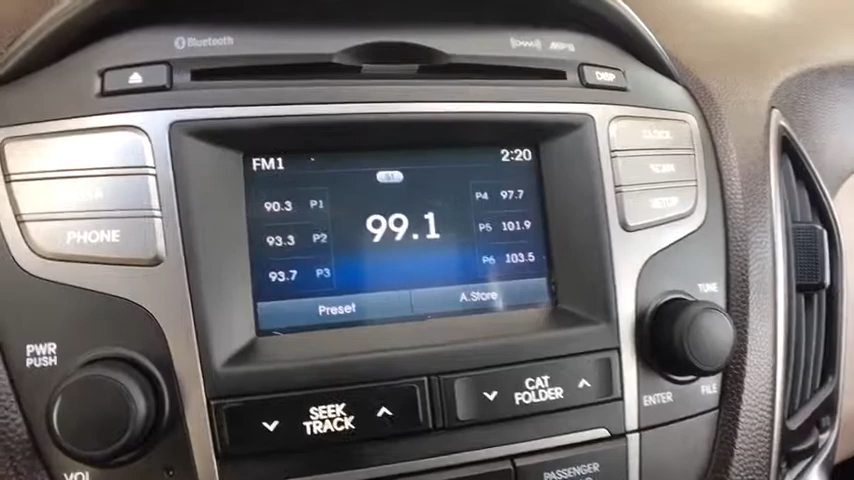 Bluetooth
DISP
FM1
2:20
ST
90.3 P1
93.3 P2
93.7 P3
99.1
P4 97.7
P5 101.9
P6 103.5
Preset
A.Store
PHONE
CLOCK
SCAN
SETUP
PWR
PUSH
VOL
TUNE
ENTER
FILE
SEEK
TRACK
CAT
FOLDER
PASSENGER